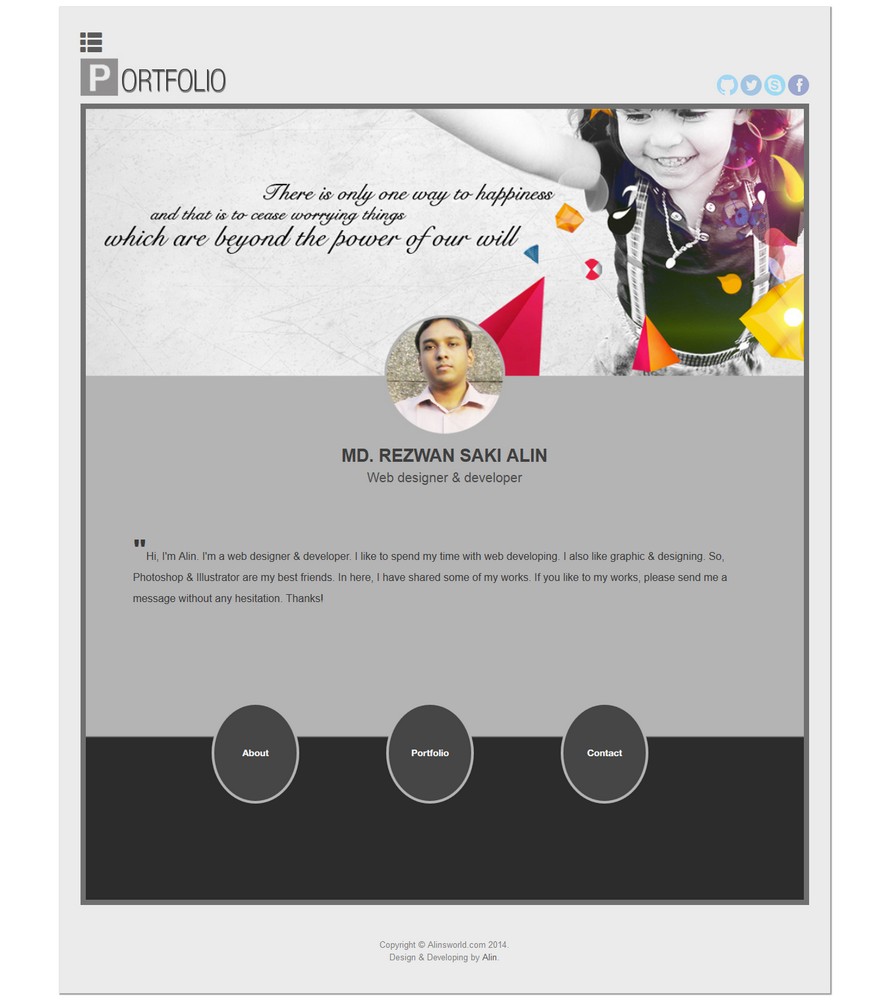 PORTFOLIO
There is only one way to happiness
and that is to cease worrying things
which are beyond the power of our will
MD. REZWAN SAKI ALIN
Web designer & developer
"Hi, I'm Alin. I'm a web designer & developer. I like to spend my time with web developing. I also like graphic & designing. So,
Photoshop & Illustrator are my best friends. In here, I have shared some of my works. If you like to my works, please send me a
message without any hesitation. Thanks!
About Portfolio Contact
Copyright © Alinsworld.com 2014.
Design & Developing by Alin.